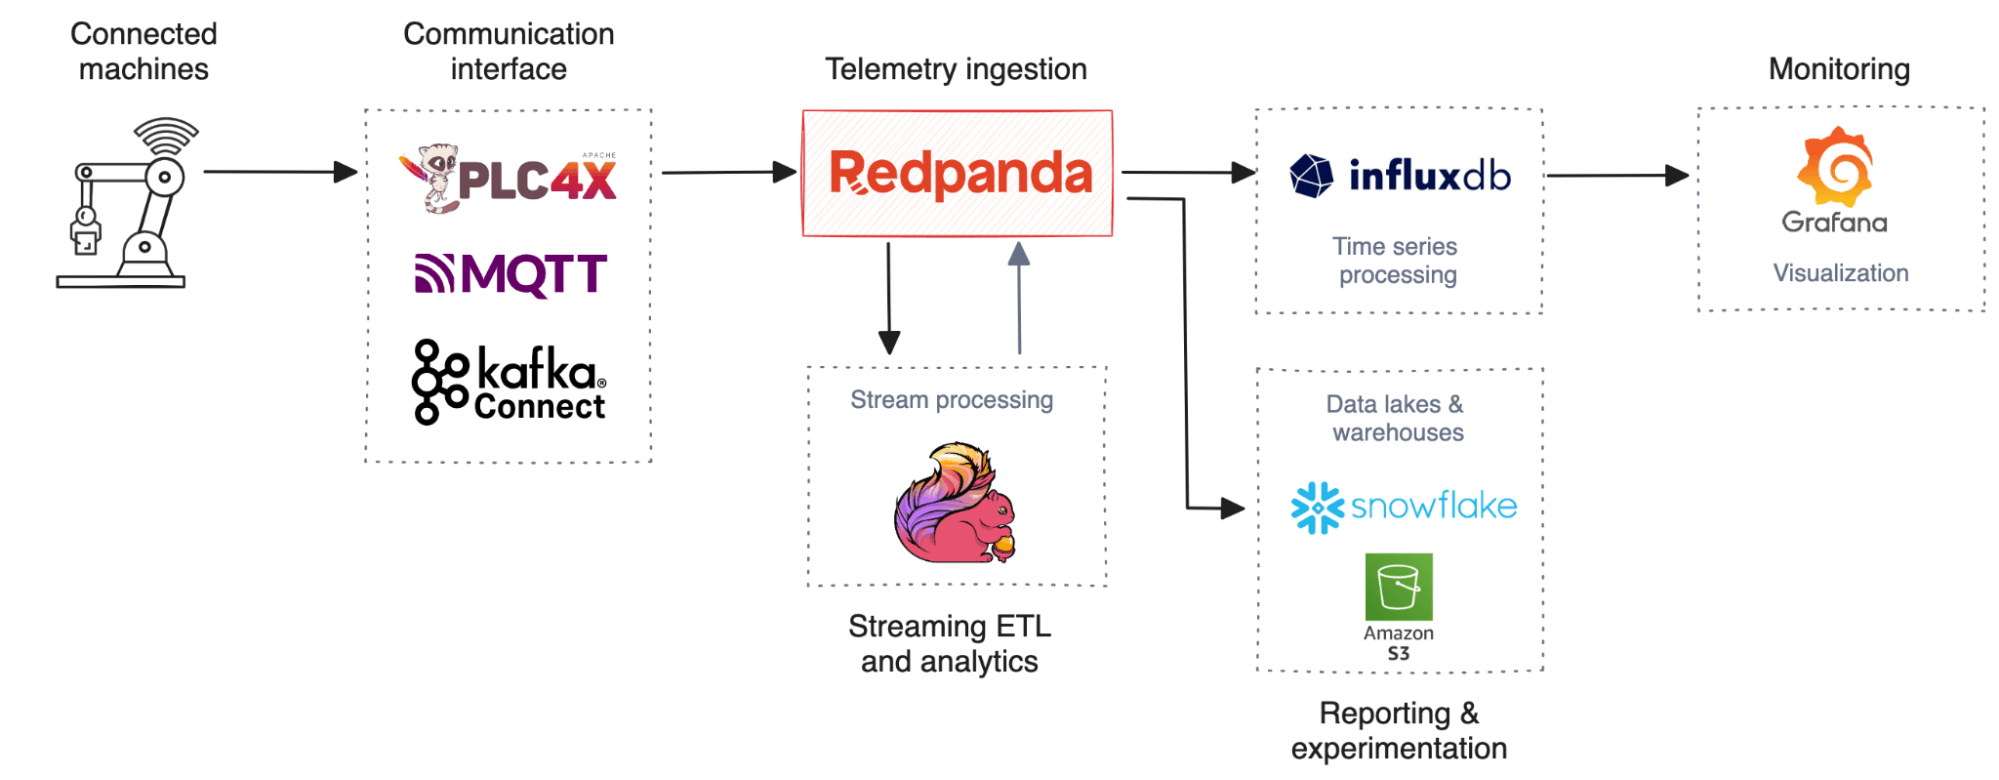 Connected
machines
Communication
interface
Telemetry ingestion
Monitoring
APACHE
PLC4X
MQTT
kafka®
Connect
Redpanda
influxdb
Time series
processing
Grafana
Visualization
Stream processing
Streaming ETL
and analytics
Data lakes &
warehouses
snowflake
Amazon
S3
Reporting &
experimentation